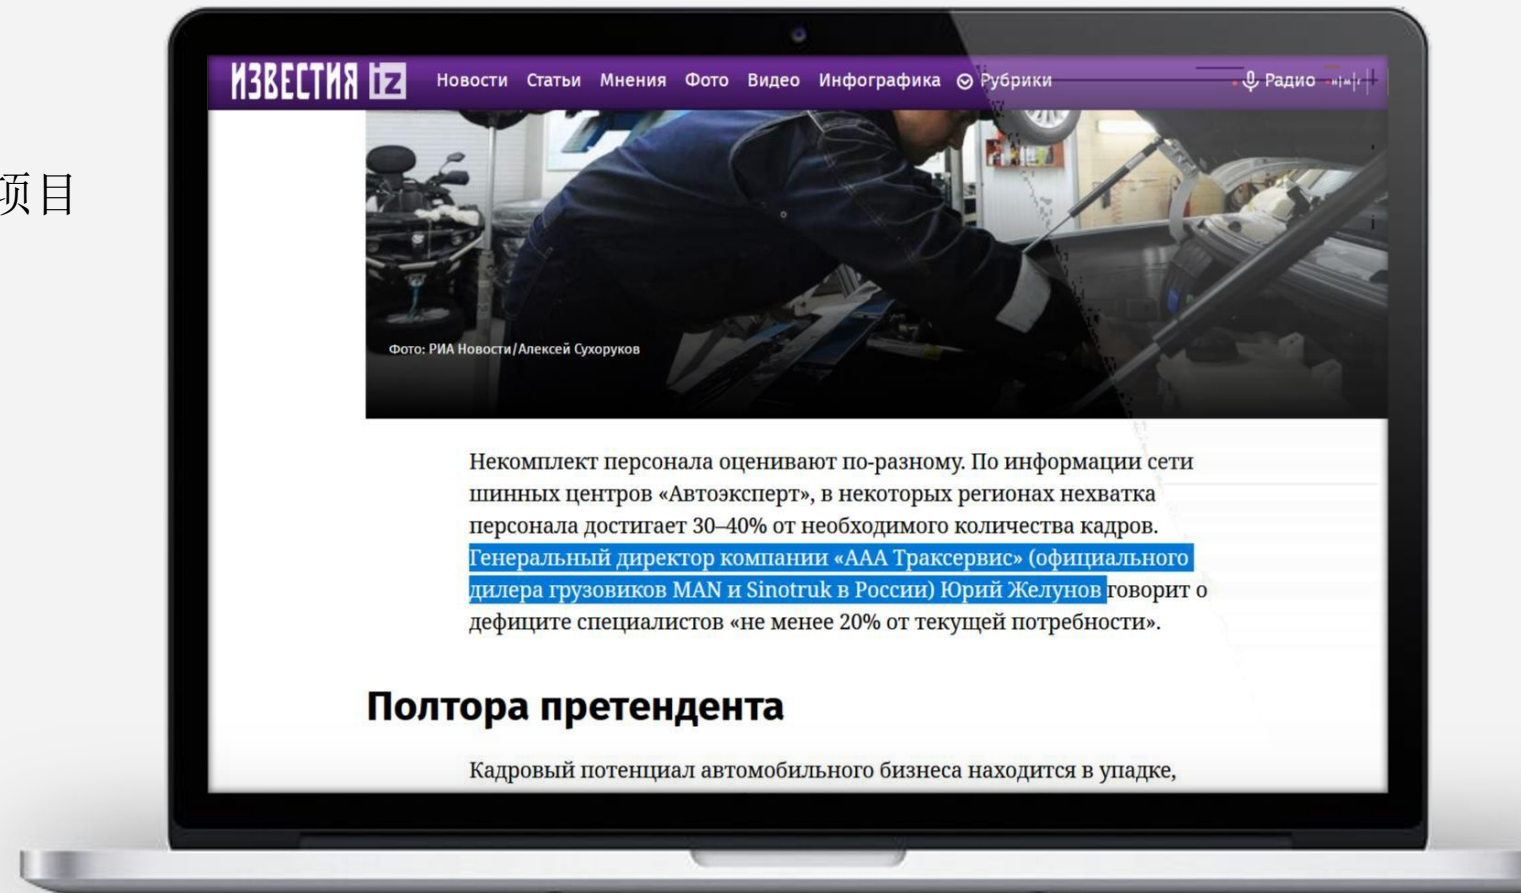 项目
ИЗВЕСТИЯ iz Новости Статьи Мнения Фото Видео Инфографика Рубрики Радио
Фото: РИА Новости/Алексей Сухоруков
Некомплект персонала оценивают по-разному. По информации сети
шинных центров «Автоэксперт», в некоторых регионах нехватка
персонала достигает 30–40% от необходимого количества кадров.
Генеральный директор компании «ААА Траксервис» (официального
дилера грузовиков MAN и Sinotruk в России) Юрий Желунов говорит о
дефиците специалистов «не менее 20% от текущей потребности».
Полтора претендента
Кадровый потенциал автомобильного бизнеса находится в упадке,